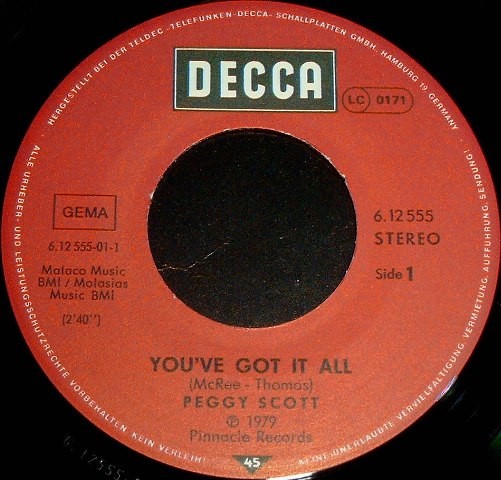 HERGESTELLT BEI DER TELDEC »TELEFUNKEN-DECCA« SCHALLPLATTEN GMBH, HAMBURG 19, GERMANY
DECCA
LC 0171
GEMA
6.12 555
6.12 555-01-1
STEREO
Malaco Music
BMI / Molasias
Music BMI
Side 1
(2'40'')
YOU'VE GOT IT ALL
(McRee - Thomas)
PEGGY SCOTT
℗ 1979
Pinnacle Records
45
ALLE URHEBER- UND LEISTUNGSSCHUTZRECHTE VORBEHALTEN · KEIN VERLEIH! KEINE UNERLAUBTE VERVIELFÄLTIGUNG, VERMIETUNG, AUFFÜHRUNG, SENDUNG!
6.12555